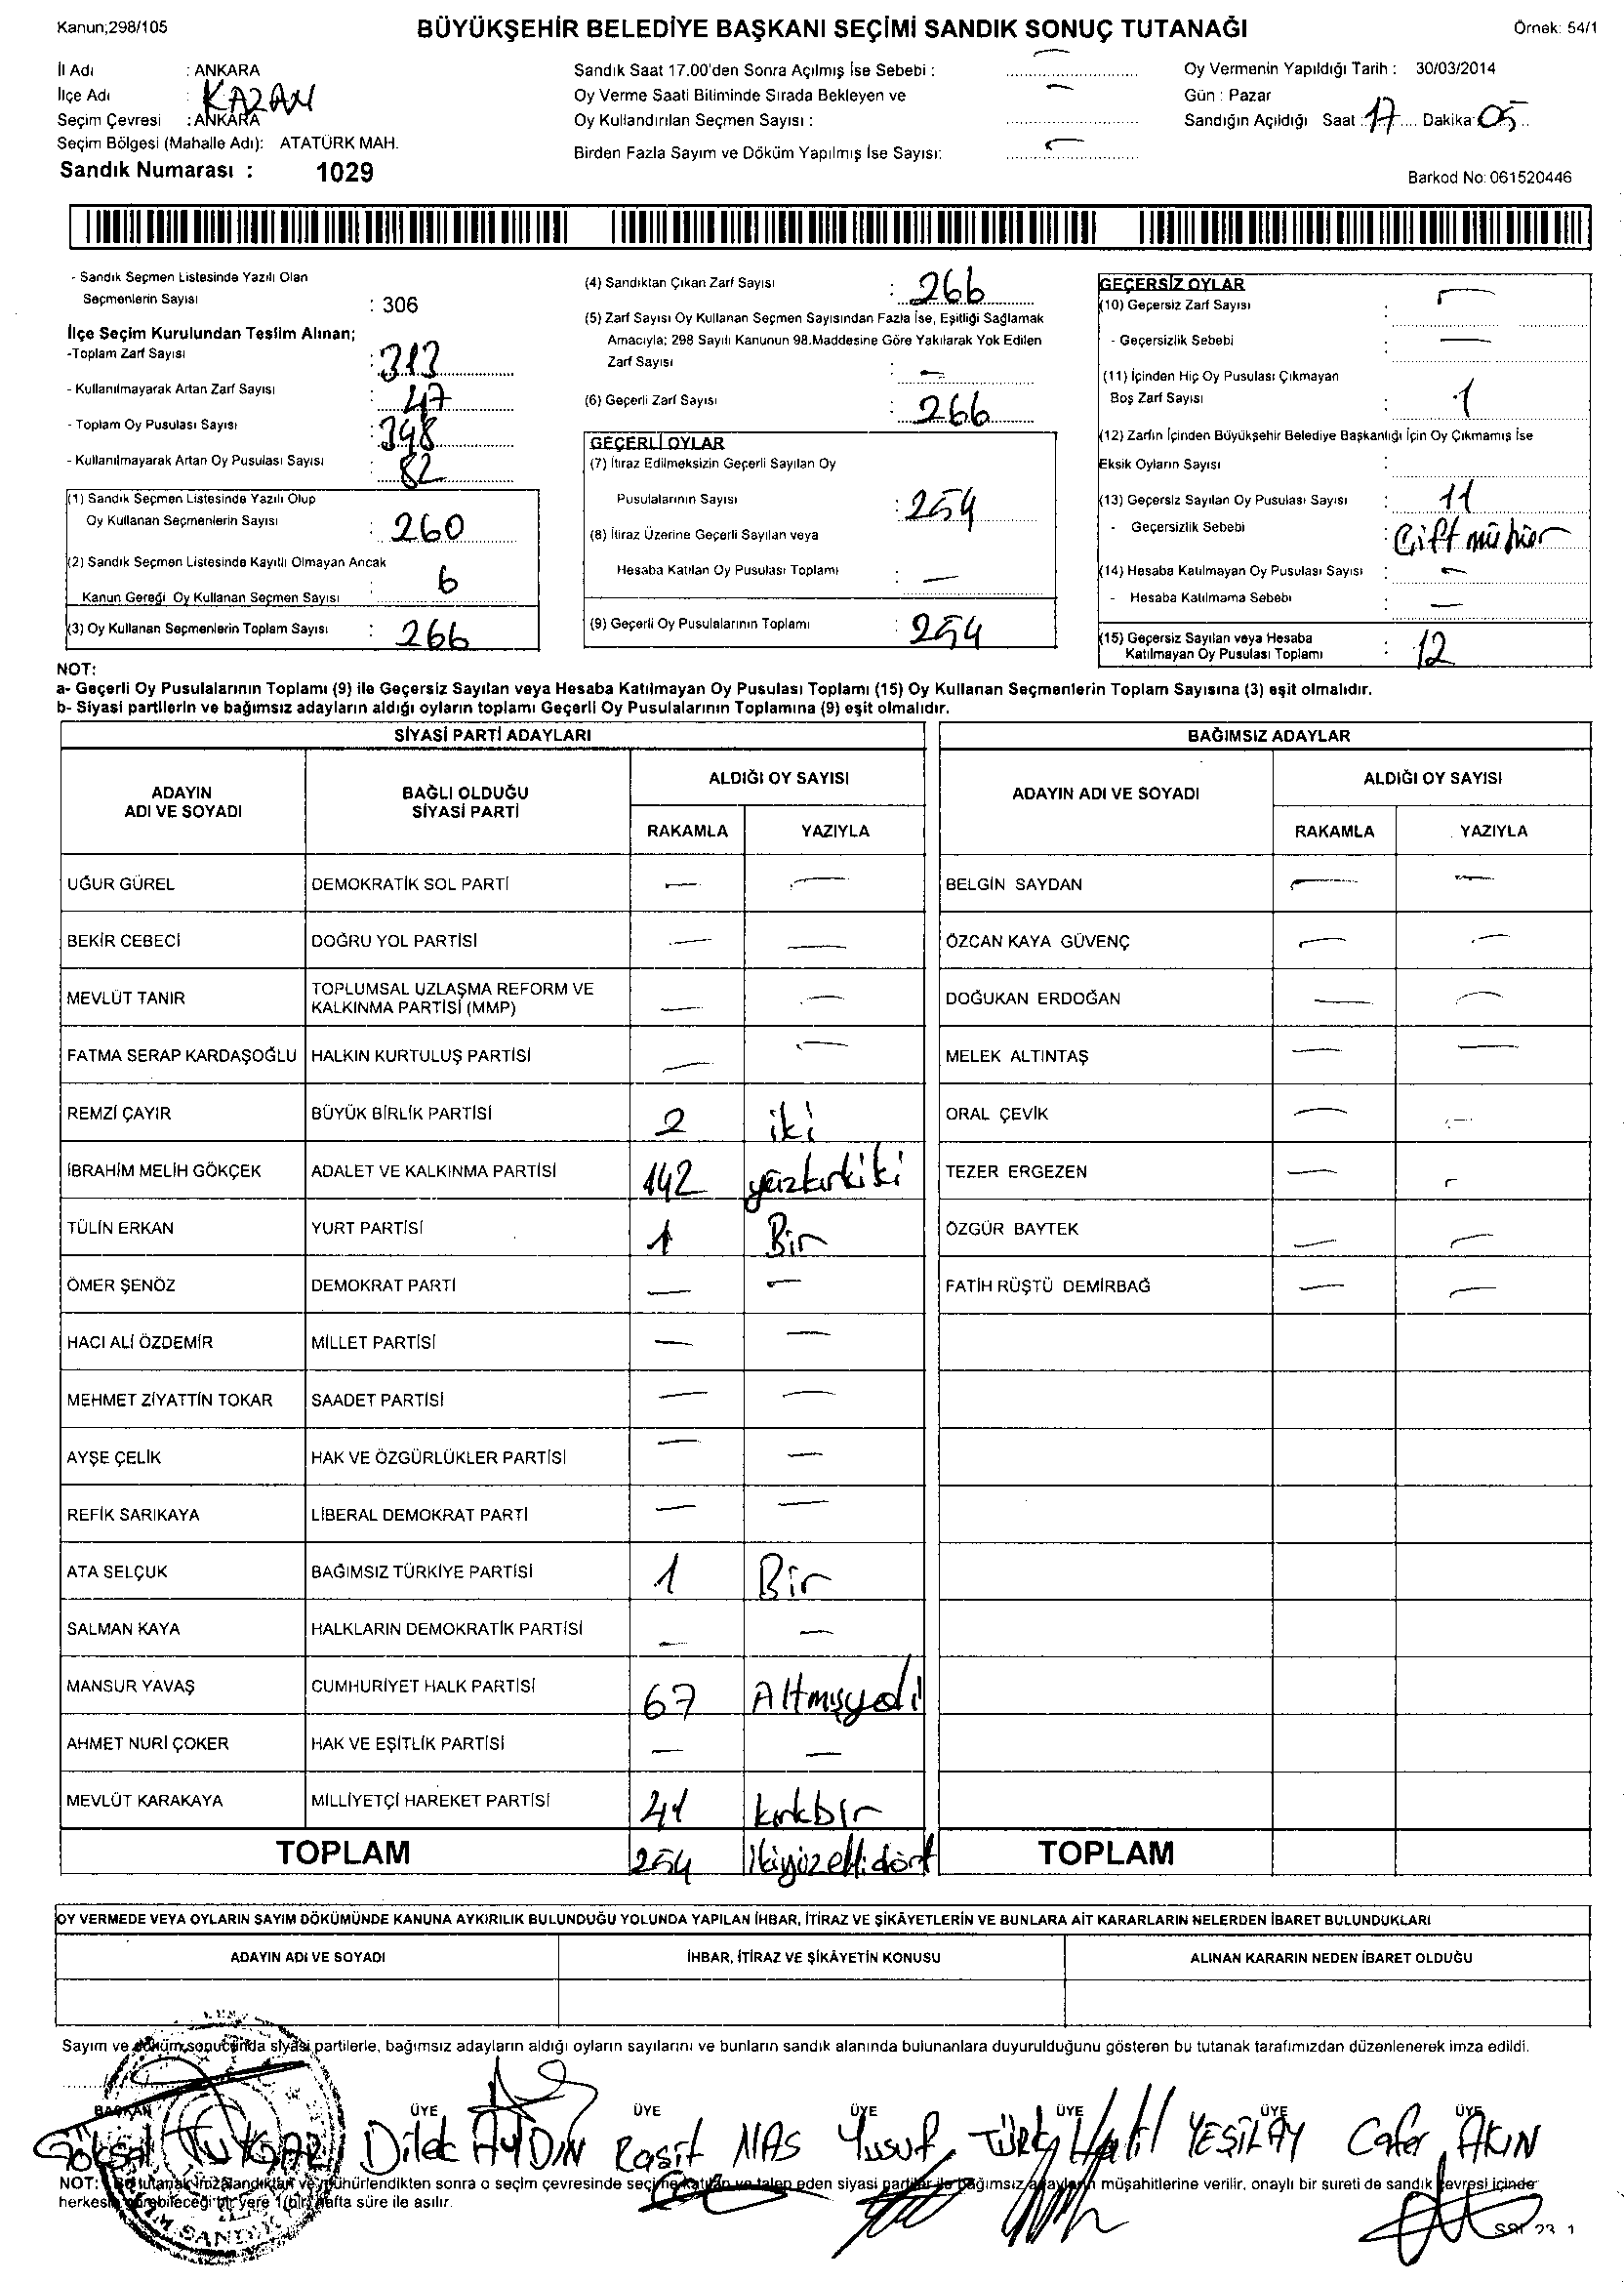 Kanun;298/105
BÜYÜKŞEHİR BELEDİYE BAŞKANI SEÇİMİ SANDIK SONUÇ TUTANAĞI
Örnek: 54/1
İl Adı : ANKARA
İlçe Adı : KAZAN
Seçim Çevresi : ANKARA
Seçim Bölgesi (Mahalle Adı): ATATÜRK MAH.
Sandık Numarası : 1029
Sandık Saat 17.00'den Sonra Açılmış İse Sebebi : —
Oy Verme Saati Bitiminde Sırada Bekleyen ve —
Oy Kullandırılan Seçmen Sayısı :
Birden Fazla Sayım ve Döküm Yapılmış İse Sayısı: —
Oy Vermenin Yapıldığı Tarih : 30/03/2014
Gün : Pazar
Sandığın Açıldığı Saat : 17 Dakika 05
Barkod No: 061520446
- Sandık Seçmen Listesinde Yazılı Olan
Seçmenlerin Sayısı : 306
İlçe Seçim Kurulundan Teslim Alınan;
-Toplam Zarf Sayısı : 313
- Kullanılmayarak Artan Zarf Sayısı : 47
- Toplam Oy Pusulası Sayısı : 348
- Kullanılmayarak Artan Oy Pusulası Sayısı : 82
(1) Sandık Seçmen Listesinde Yazılı Olup
Oy Kullanan Seçmenlerin Sayısı : 260
(2) Sandık Seçmen Listesinde Kayıtlı Olmayan Ancak
Kanun Gereği Oy Kullanan Seçmen Sayısı : 6
(3) Oy Kullanan Seçmenlerin Toplam Sayısı : 266
(4) Sandıktan Çıkan Zarf Sayısı : 266
(5) Zarf Sayısı Oy Kullanan Seçmen Sayısından Fazla İse, Eşitliği Sağlamak
Amacıyla; 298 Sayılı Kanunun 98.Maddesine Göre Yakılarak Yok Edilen
Zarf Sayısı : —
(6) Geçerli Zarf Sayısı : 266
GEÇERLİ OYLAR
(7) İtiraz Edilmeksizin Geçerli Sayılan Oy
Pusulalarının Sayısı : 254
(8) İtiraz Üzerine Geçerli Sayılan veya
Hesaba Katılan Oy Pusulası Toplamı : —
(9) Geçerli Oy Pusulalarının Toplamı : 254
GEÇERSİZ OYLAR
(10) Geçersiz Zarf Sayısı : —
- Geçersizlik Sebebi : —
(11) İçinden Hiç Oy Pusulası Çıkmayan
Boş Zarf Sayısı : 1
(12) Zarfın İçinden Büyükşehir Belediye Başkanlığı İçin Oy Çıkmamış İse
Eksik Oyların Sayısı :
(13) Geçersiz Sayılan Oy Pusulası Sayısı : 11
- Geçersizlik Sebebi : Çift mühür
(14) Hesaba Katılmayan Oy Pusulası Sayısı : —
- Hesaba Katılmama Sebebi : —
(15) Geçersiz Sayılan veya Hesaba
Katılmayan Oy Pusulası Toplamı : 12
NOT:
a- Geçerli Oy Pusulalarının Toplamı (9) ile Geçersiz Sayılan veya Hesaba Katılmayan Oy Pusulası Toplamı (15) Oy Kullanan Seçmenlerin Toplam Sayısına (3) eşit olmalıdır.
b- Siyasi partilerin ve bağımsız adayların aldığı oyların toplamı Geçerli Oy Pusulalarının Toplamına (9) eşit olmalıdır.
SİYASİ PARTİ ADAYLARI
ADAYIN ADI VE SOYADI BAĞLI OLDUĞU SİYASİ PARTİ ALDIĞI OY SAYISI
RAKAMLA YAZIYLA
UĞUR GÜREL DEMOKRATİK SOL PARTİ — —
BEKİR CEBECİ DOĞRU YOL PARTİSİ — —
MEVLÜT TANIR TOPLUMSAL UZLAŞMA REFORM VE KALKINMA PARTİSİ (MMP) — —
FATMA SERAP KARDAŞOĞLU HALKIN KURTULUŞ PARTİSİ — —
REMZİ ÇAYIR BÜYÜK BİRLİK PARTİSİ 2 iki
İBRAHİM MELİH GÖKÇEK ADALET VE KALKINMA PARTİSİ 142 yüzkırkiki
TÜLİN ERKAN YURT PARTİSİ 1 Bir
ÖMER ŞENÖZ DEMOKRAT PARTİ — —
HACI ALİ ÖZDEMİR MİLLET PARTİSİ — —
MEHMET ZİYATTİN TOKAR SAADET PARTİSİ — —
AYŞE ÇELİK HAK VE ÖZGÜRLÜKLER PARTİSİ — —
REFİK SARIKAYA LİBERAL DEMOKRAT PARTİ — —
ATA SELÇUK BAĞIMSIZ TÜRKİYE PARTİSİ 1 Bir
SALMAN KAYA HALKLARIN DEMOKRATİK PARTİSİ — —
MANSUR YAVAŞ CUMHURİYET HALK PARTİSİ 67 Altmışyedi
AHMET NURİ ÇOKER HAK VE EŞİTLİK PARTİSİ — —
MEVLÜT KARAKAYA MİLLİYETÇİ HAREKET PARTİSİ 41 kırkbir
TOPLAM 254 ikiyüzellidört
BAĞIMSIZ ADAYLAR
ADAYIN ADI VE SOYADI ALDIĞI OY SAYISI
RAKAMLA YAZIYLA
BELGİN SAYDAN — —
ÖZCAN KAYA GÜVENÇ — —
DOĞUKAN ERDOĞAN — —
MELEK ALTINTAŞ — —
ORAL ÇEVİK — —
TEZER ERGEZEN — —
ÖZGÜR BAYTEK — —
FATİH RÜŞTÜ DEMİRBAĞ — —
TOPLAM
OY VERMEDE VEYA OYLARIN SAYIM DÖKÜMÜNDE KANUNA AYKIRILIK BULUNDUĞU YOLUNDA YAPILAN İHBAR, İTİRAZ VE ŞİKÂYETLERİN VE BUNLARA AİT KARARLARIN NELERDEN İBARET BULUNDUKLARI
ADAYIN ADI VE SOYADI İHBAR, İTİRAZ VE ŞİKÂYETİN KONUSU ALINAN KARARIN NEDEN İBARET OLDUĞU
Sayım ve döküm sonucunda siyasi partilerle, bağımsız adayların aldığı oyların sayılarını ve bunların sandık alanında bulunanlara duyurulduğunu gösteren bu tutanak tarafımızdan düzenlenerek imza edildi.
BAŞKAN ÜYE ÜYE ÜYE ÜYE ÜYE ÜYE
Göksal Dilek AYDIN Raşit MAS Yusuf Halil YEŞİLAY Cafer AKIN
NOT: Bu tutanak imzalandıktan ve mühürlendikten sonra o seçim çevresinde seçime katılan ve talep eden siyasi partiler ile bağımsız adayların müşahitlerine verilir, onaylı bir sureti de sandık çevresi içinde
herkesin görebileceği bir yere 1(bir) hafta süre ile asılır.